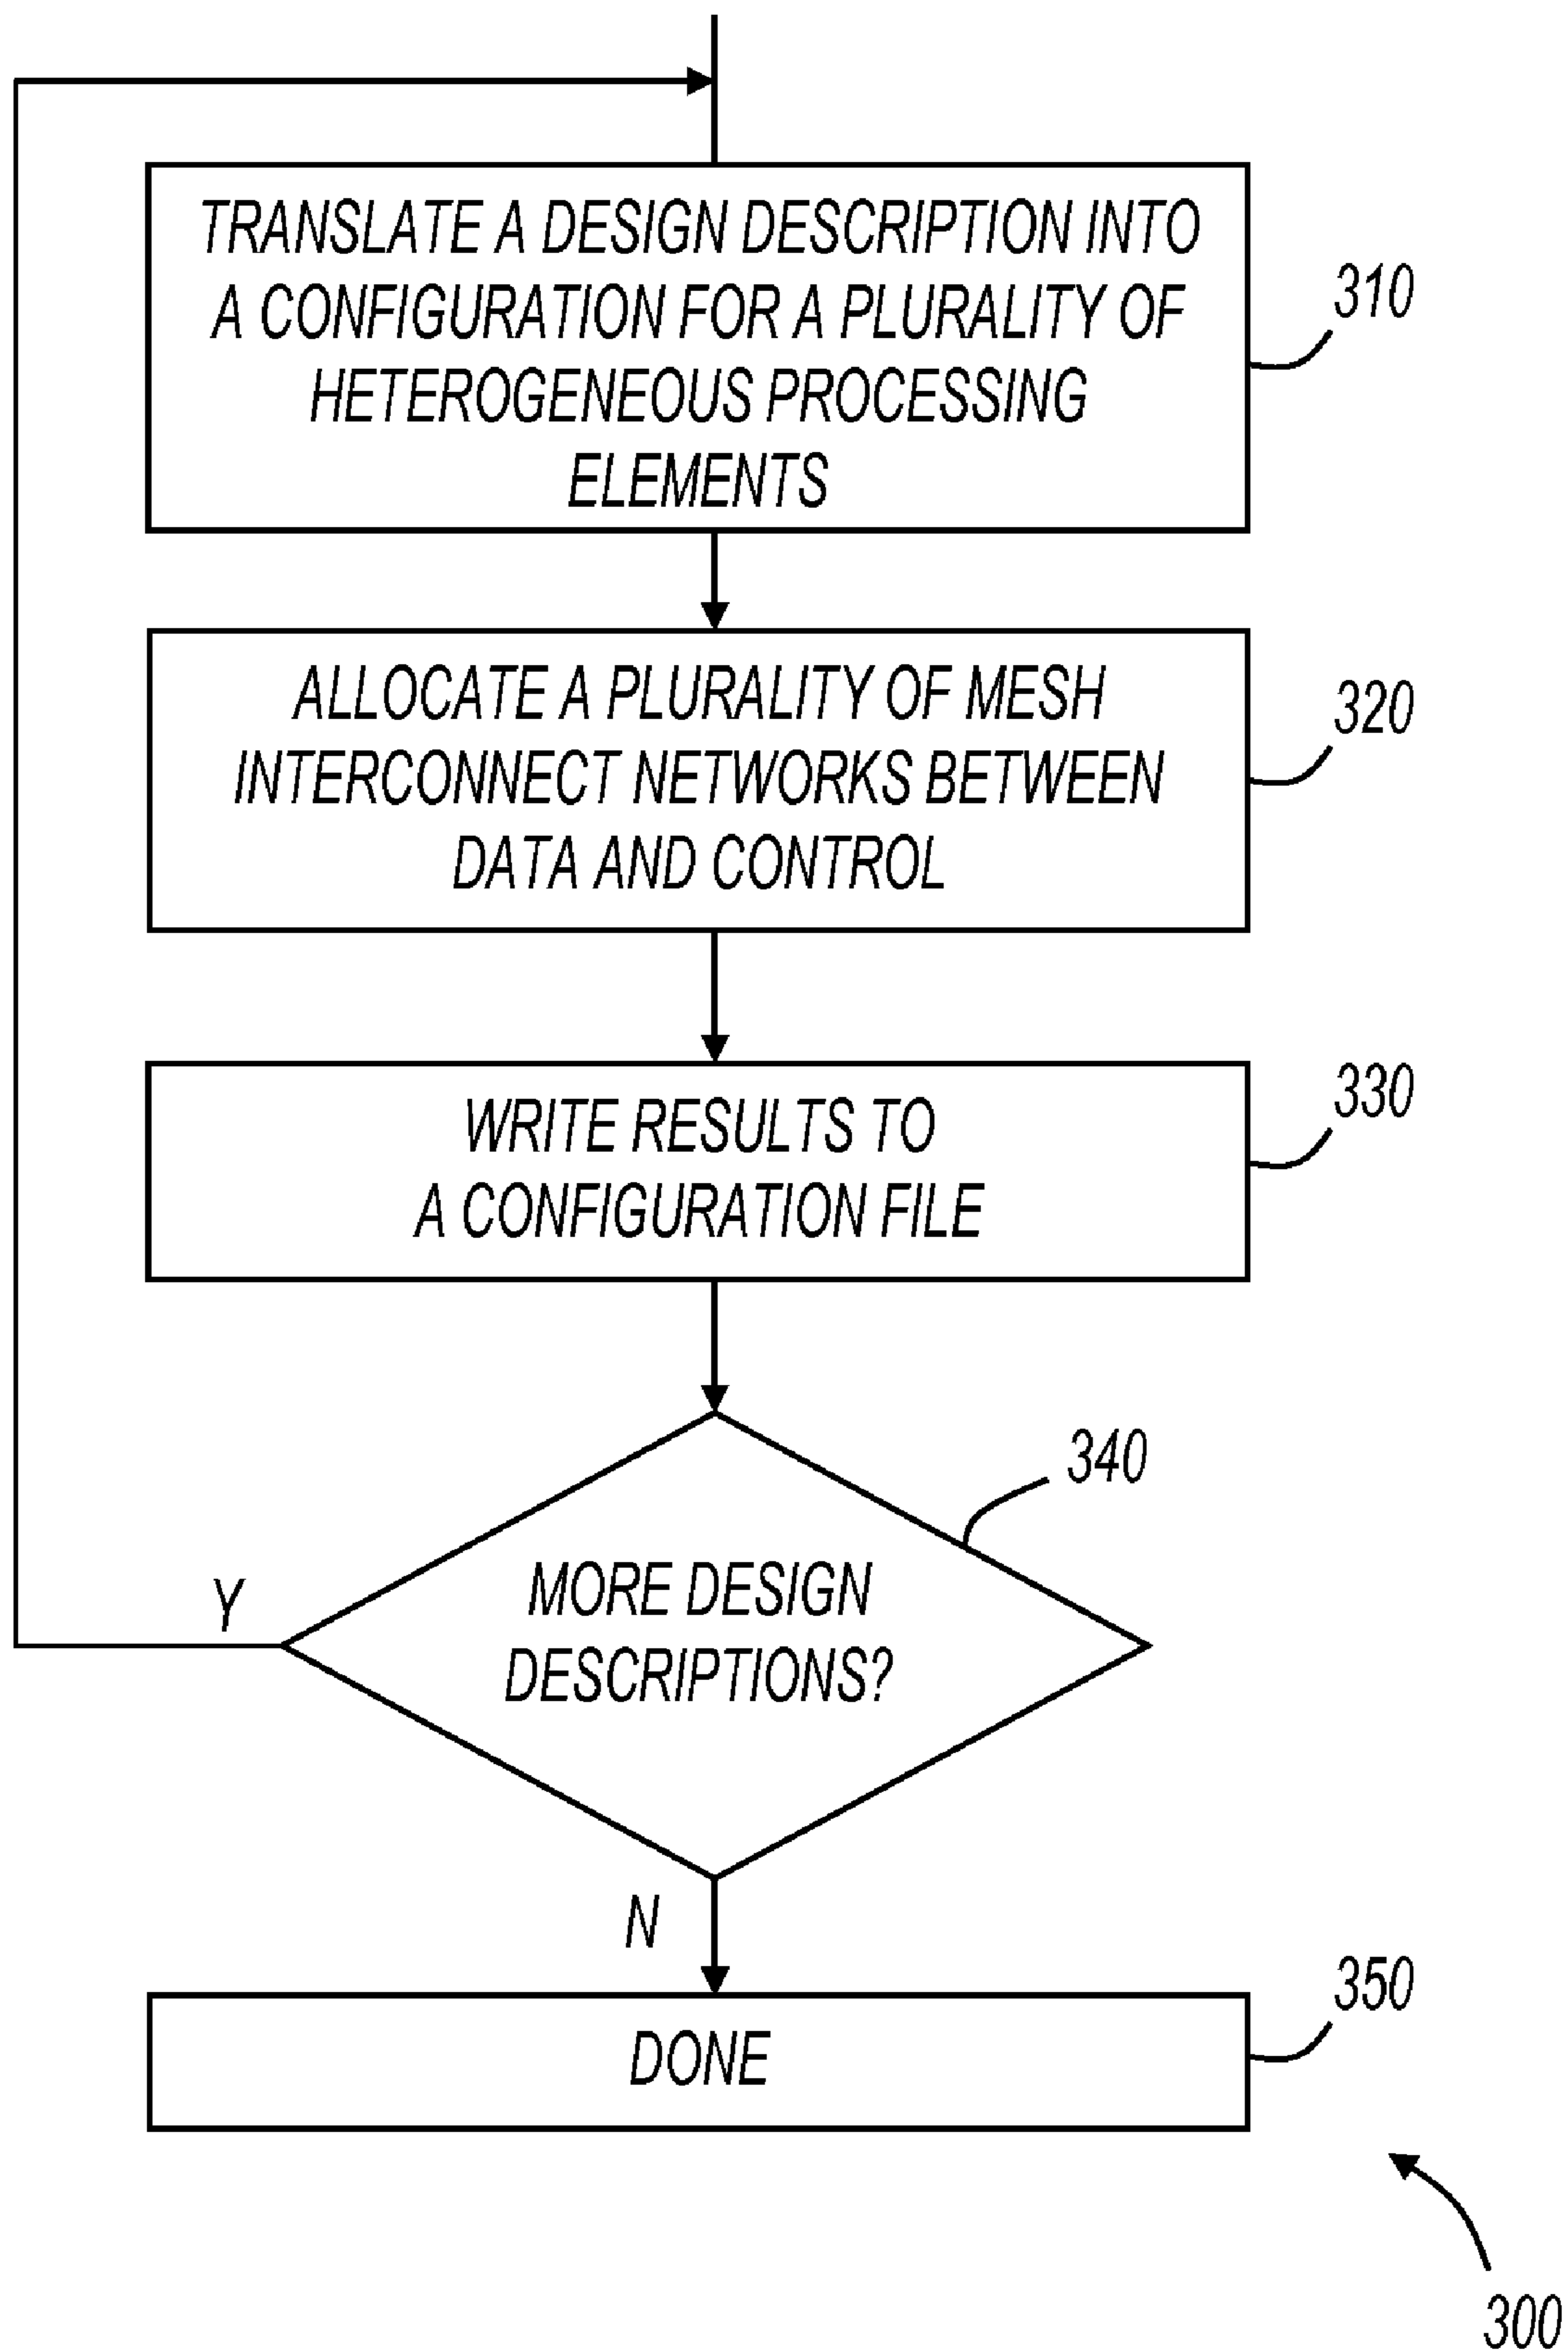 TRANSLATE A DESIGN DESCRIPTION INTO
A CONFIGURATION FOR A PLURALITY OF
HETEROGENEOUS PROCESSING
ELEMENTS
310
ALLOCATE A PLURALITY OF MESH
INTERCONNECT NETWORKS BETWEEN
DATA AND CONTROL
320
WRITE RESULTS TO
A CONFIGURATION FILE
330
340
MORE DESIGN
DESCRIPTIONS?
Y
N
DONE
350
300